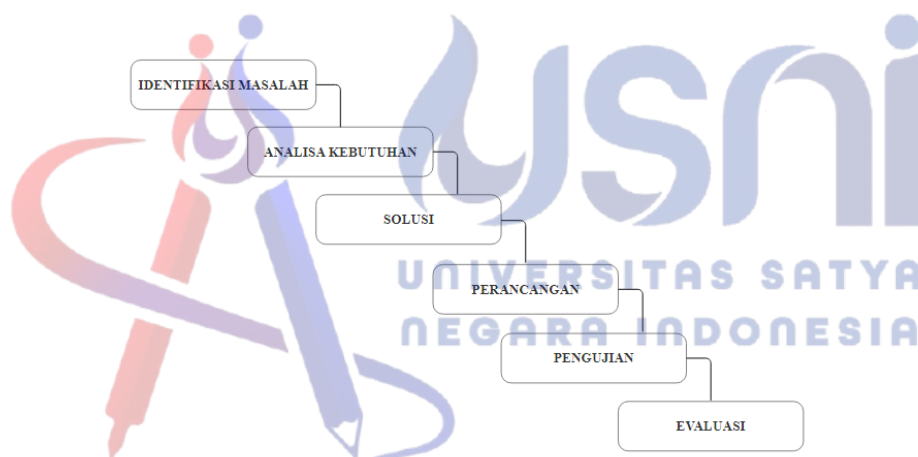 usni
IDENTIFIKASI MASALAH
ANALISA KEBUTUHAN
SOLUSI
UNIVERSITAS SATYA
NEGARA INDONESIA
PERANCANGAN
PENGUJIAN
EVALUASI